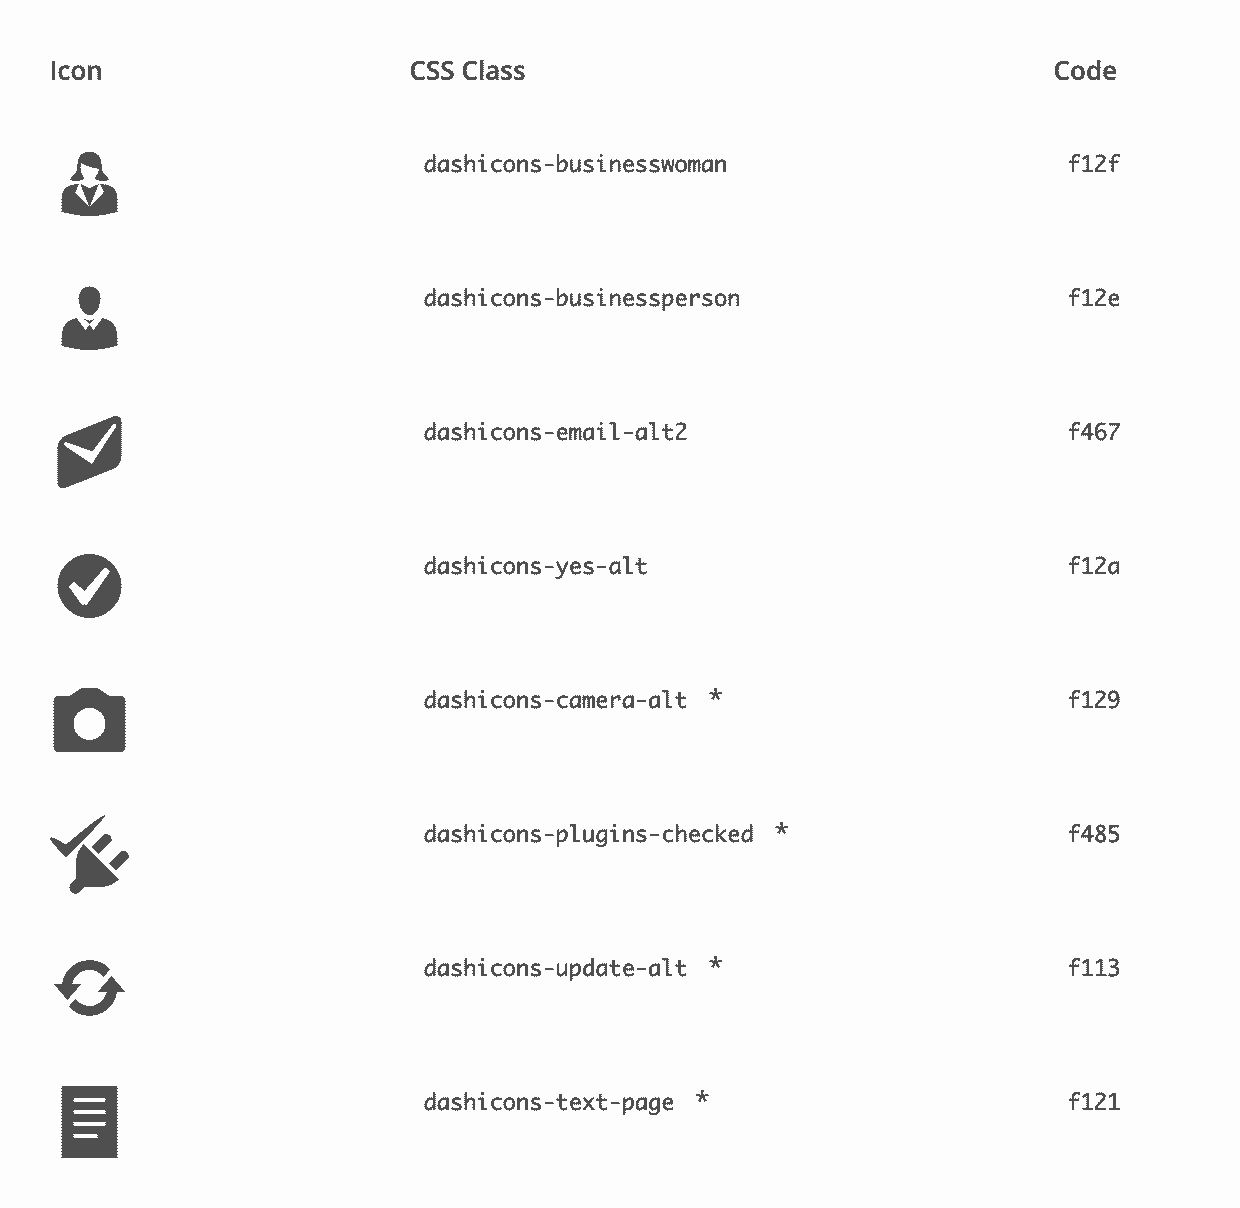 Icon CSS Class Code
dashicons-businesswoman f12f
dashicons-businessperson f12e
dashicons-email-alt2 f467
dashicons-yes-alt f12a
dashicons-camera-alt * f129
dashicons-plugins-checked * f485
dashicons-update-alt * f113
dashicons-text-page * f121